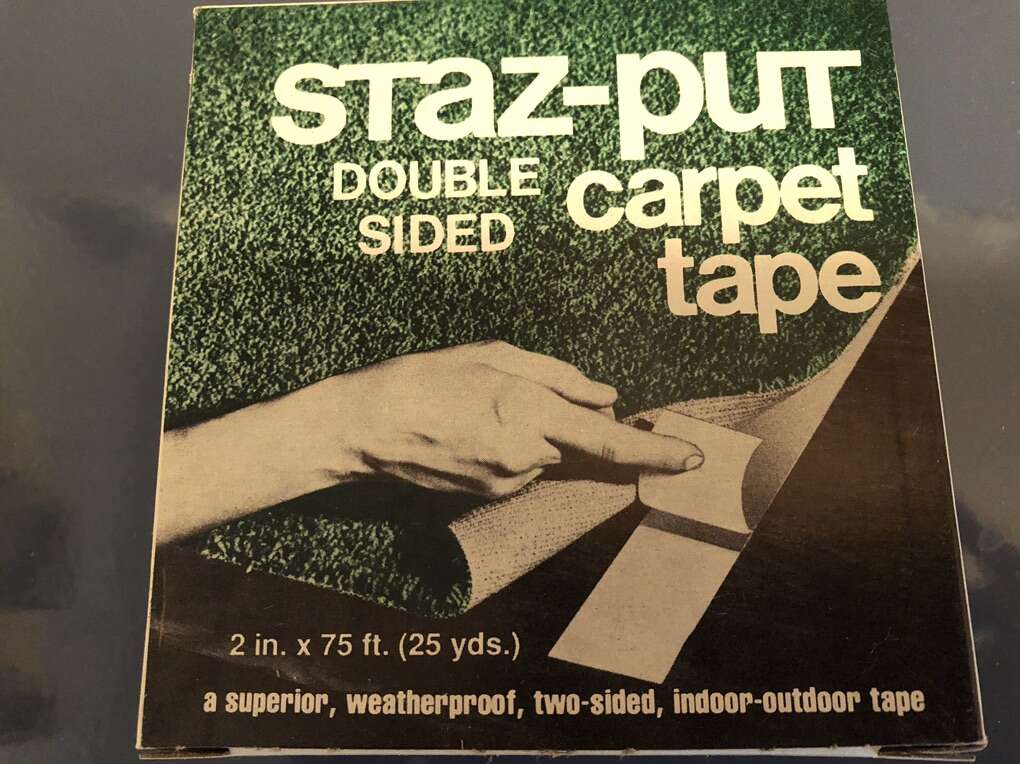 STaz-puT
DOUBLE
SIDED
carpet
tape
2 in. x 75 ft. (25 yds.)
a superior, weatherproof, two-sided, indoor-outdoor tape